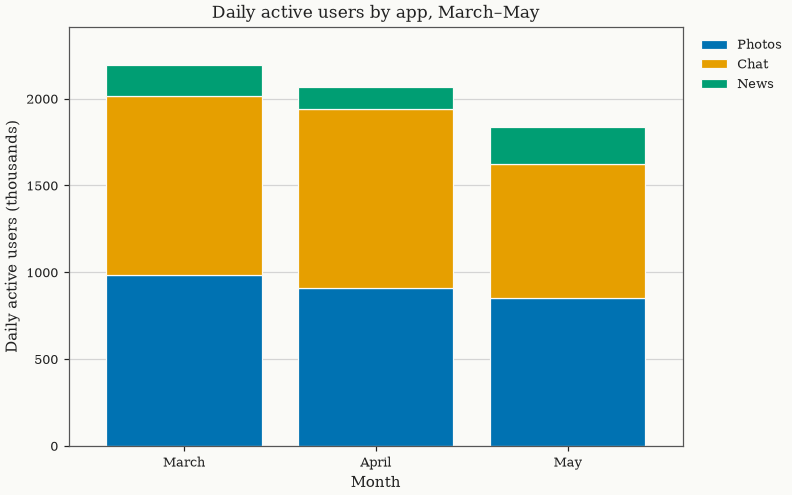 Daily active users by app, March–May
Photos
Chat
News
Daily active users (thousands)
2000
1500
1000
500
0
March
April
May
Month